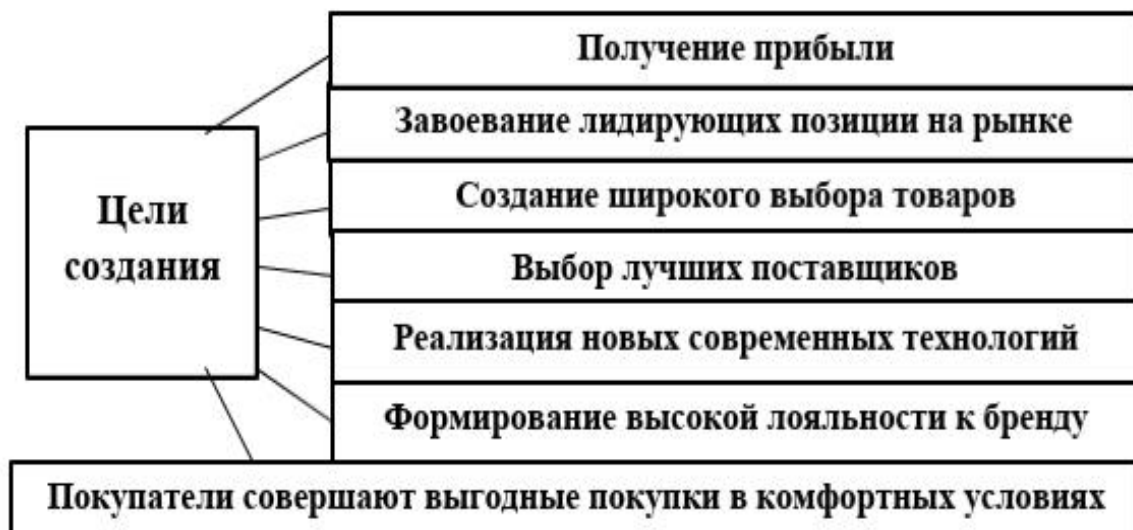 Получение прибыли
Завоевание лидирующих позиции на рынке
Цели
создания
Создание широкого выбора товаров
Выбор лучших поставщиков
Реализация новых современных технологий
Формирование высокой лояльности к бренду
Покупатели совершают выгодные покупки в комфортных условиях